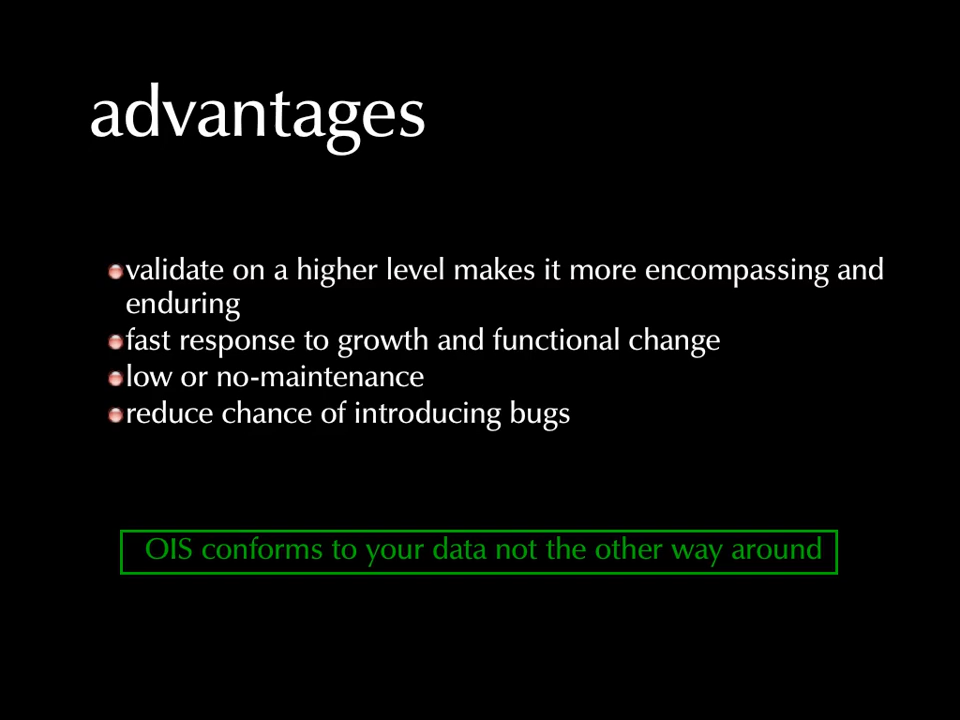 advantages
validate on a higher level makes it more encompassing and
enduring
fast response to growth and functional change
low or no-maintenance
reduce chance of introducing bugs
OIS conforms to your data not the other way around